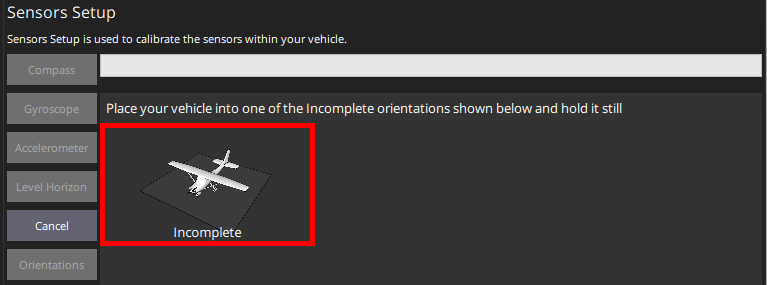 Sensors Setup
Sensors Setup is used to calibrate the sensors within your vehicle.
Compass
Gyroscope
Place your vehicle into one of the Incomplete orientations shown below and hold it still
Accelerometer
Level Horizon
Cancel
Incomplete
Orientations